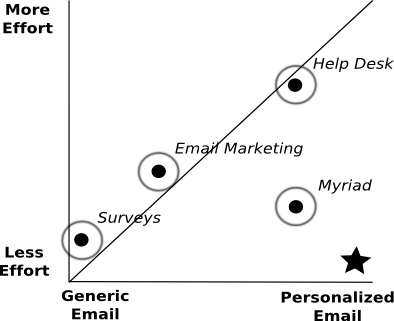 More
Effort
Help Desk
Email Marketing
Myriad
Surveys
Less
Effort
Generic
Email
Personalized
Email